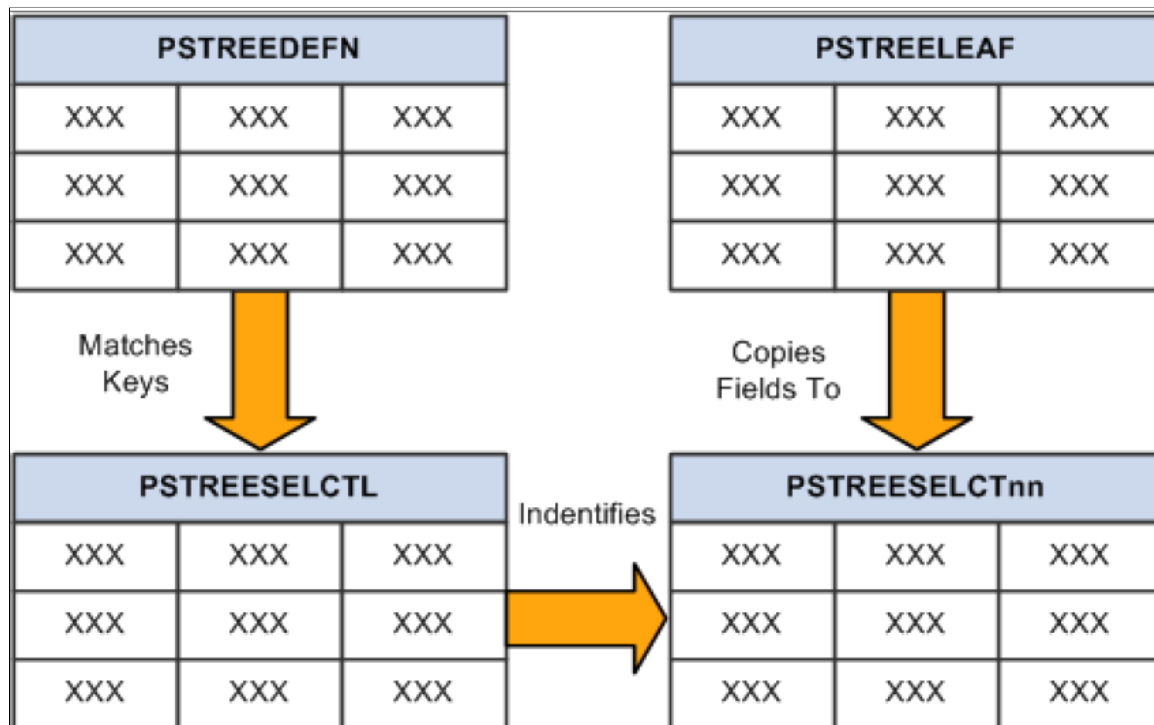 PSTREEDEFN
XXX XXX XXX
XXX XXX XXX
XXX XXX XXX
PSTREELEAF
XXX XXX XXX
XXX XXX XXX
XXX XXX XXX
Matches
Keys
Copies
Fields To
PSTREESELCTL
XXX XXX XXX
XXX XXX XXX
XXX XXX XXX
Indentifies
PSTREESELCTnn
XXX XXX XXX
XXX XXX XXX
XXX XXX XXX